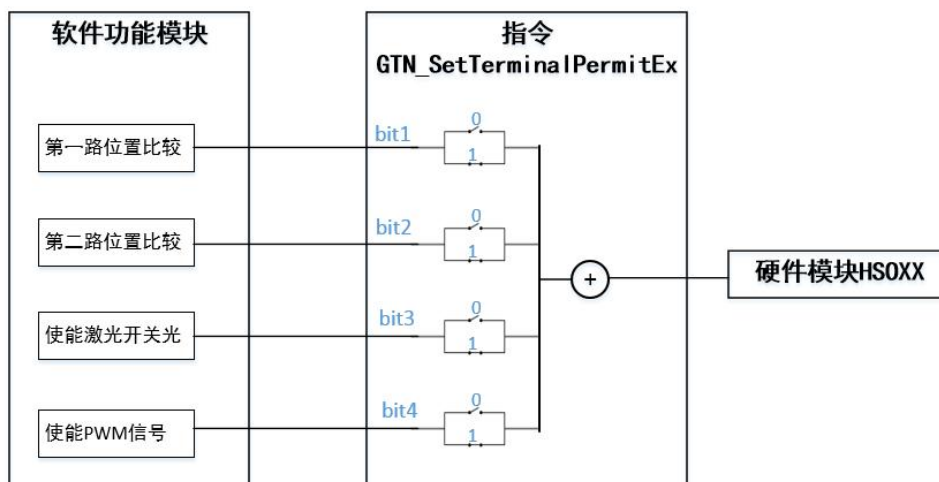 软件功能模块
指令
GTN_SetTerminalPermitEx
第一路位置比较
bit1
0
1
第二路位置比较
bit2
0
1
硬件模块HSOXX
+
使能激光开关光
bit3
0
1
使能PWM信号
bit4
0
1